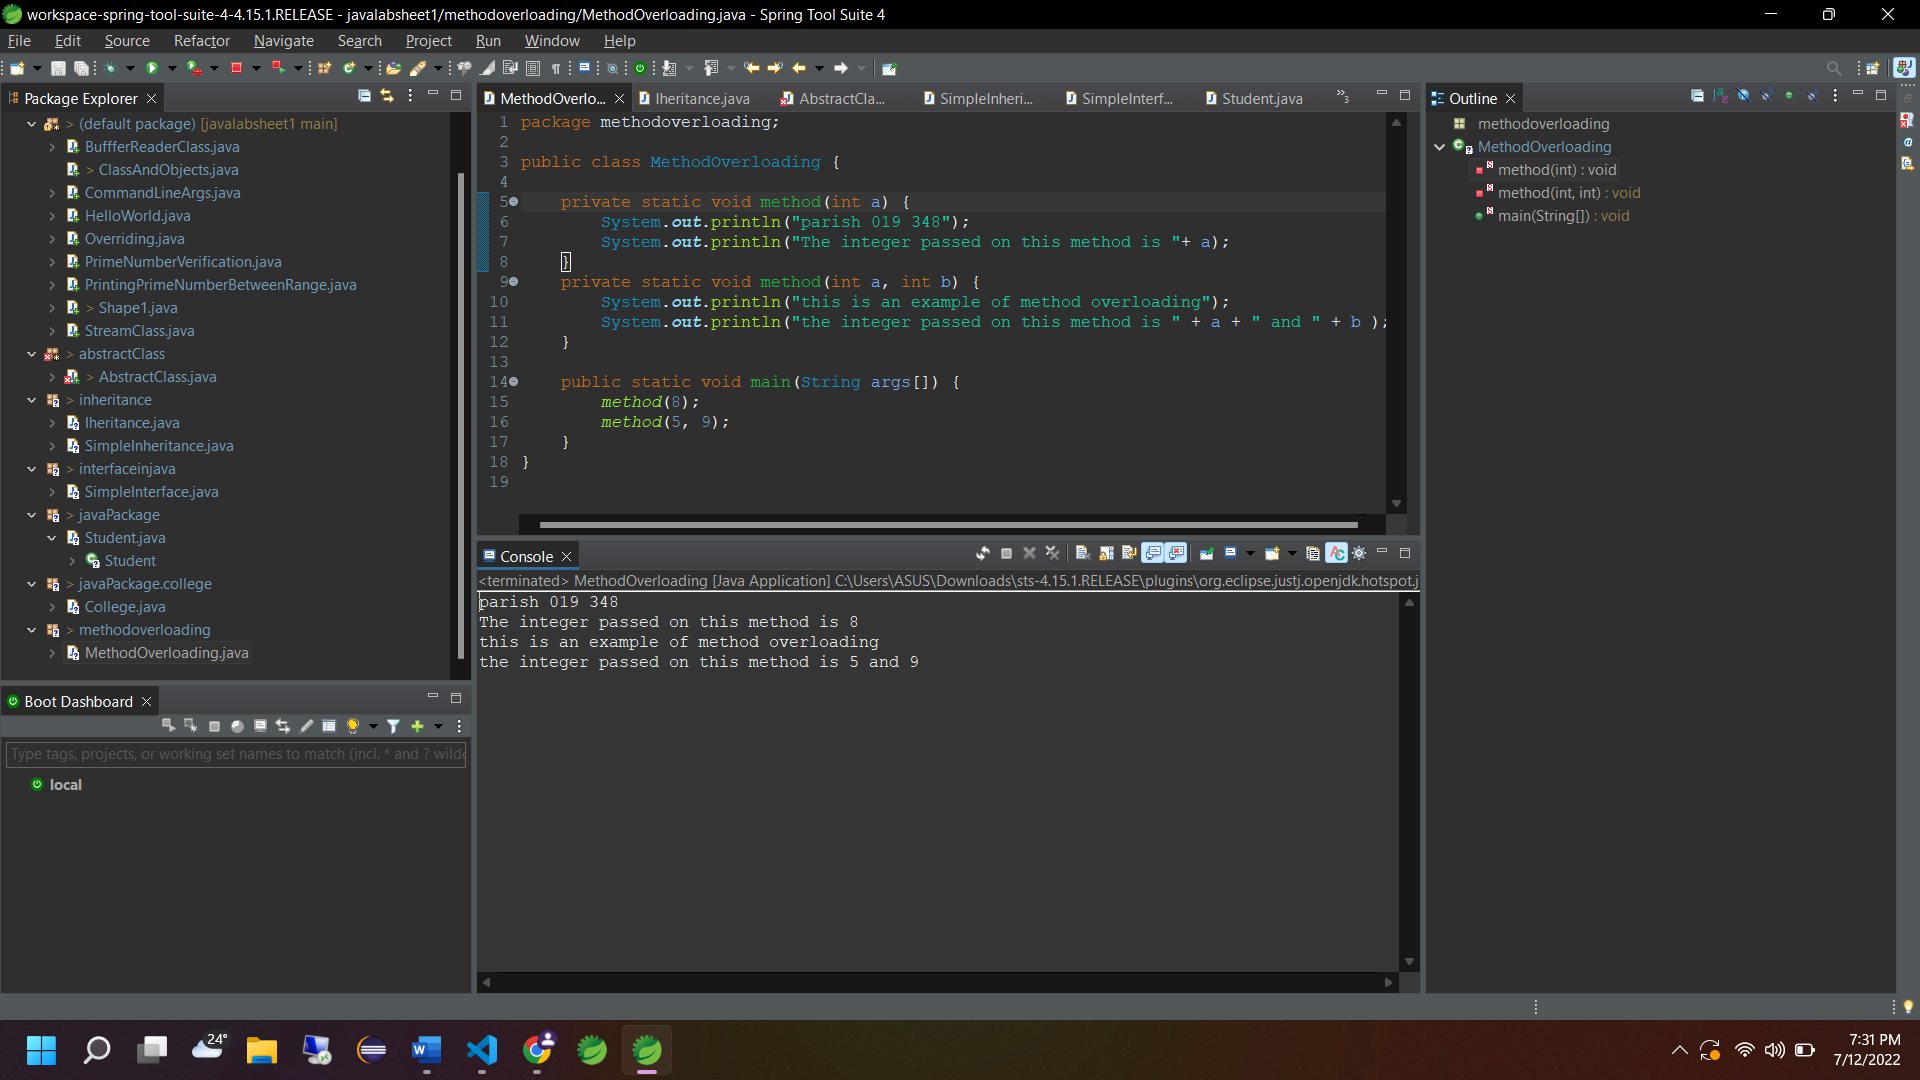 workspace-spring-tool-suite-4-4.15.1.RELEASE - javalabsheet1/methodoverloading/MethodOverloading.java - Spring Tool Suite 4
File Edit Source Refactor Navigate Search Project Run Window Help
Package Explorer
> (default package) [javalabsheet1 main]
BuffferReaderClass.java
> ClassAndObjects.java
CommandLineArgs.java
HelloWorld.java
Overriding.java
PrimeNumberVerification.java
PrintingPrimeNumberBetweenRange.java
> Shape1.java
StreamClass.java
> abstractClass
> AbstractClass.java
> inheritance
Iheritance.java
SimpleInheritance.java
> interfaceinjava
SimpleInterface.java
> javaPackage
Student.java
Student
> javaPackage.college
College.java
> methodoverloading
MethodOverloading.java
Boot Dashboard
Type tags, projects, or working set names to match (incl. * and ? wildc
local
MethodOverlo... Iheritance.java AbstractCla... SimpleInheri... SimpleInterf... Student.java »3
1 package methodoverloading;
2
3 public class MethodOverloading {
4
5 private static void method(int a) {
6 System.out.println("parish 019 348");
7 System.out.println("The integer passed on this method is "+ a);
8 }
9 private static void method(int a, int b) {
10 System.out.println("this is an example of method overloading");
11 System.out.println("the integer passed on this method is " + a + " and " + b );
12 }
13
14 public static void main(String args[]) {
15 method(8);
16 method(5, 9);
17 }
18 }
19
Console
<terminated> MethodOverloading [Java Application] C:\Users\ASUS\Downloads\sts-4.15.1.RELEASE\plugins\org.eclipse.justj.openjdk.hotspot.j
parish 019 348
The integer passed on this method is 8
this is an example of method overloading
the integer passed on this method is 5 and 9
Outline
methodoverloading
MethodOverloading
method(int) : void
method(int, int) : void
main(String[]) : void
24°
7:31 PM
7/12/2022